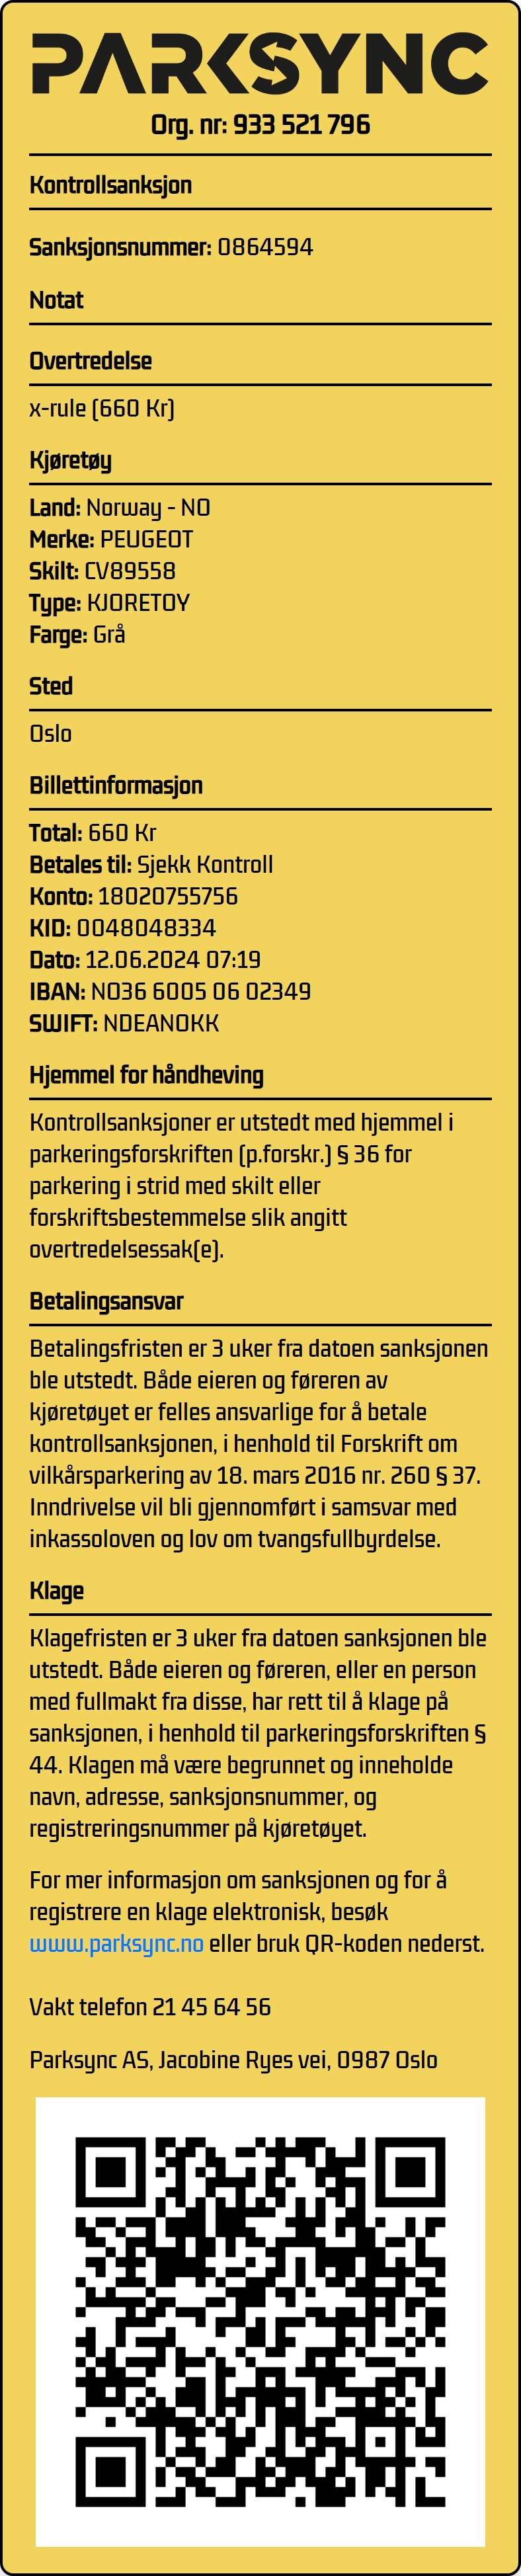 PARKSYNC
Org. nr: 933 521 796
Kontrollsanksjon
Sanksjonsnummer: 0864594
Notat
Overtredelse
x-rule (660 Kr)
Kjøretøy
Land: Norway - NO
Merke: PEUGEOT
Skilt: CV89558
Type: KJORETOY
Farge: Grå
Sted
Oslo
Billettinformasjon
Total: 660 Kr
Betales til: Sjekk Kontroll
Konto: 18020755756
KID: 0048048334
Dato: 12.06.2024 07:19
IBAN: NO36 6005 06 02349
SWIFT: NDEANOKK
Hjemmel for håndheving
Kontrollsanksjoner er utstedt med hjemmel i
parkeringsforskriften (p.forskr.) § 36 for
parkering i strid med skilt eller
forskriftsbestemmelse slik angitt
overtredelsessak(e).
Betalingsansvar
Betalingsfristen er 3 uker fra datoen sanksjonen
ble utstedt. Både eieren og føreren av
kjøretøyet er felles ansvarlige for å betale
kontrollsanksjonen, i henhold til Forskrift om
vilkårsparkering av 18. mars 2016 nr. 260 § 37.
Inndrivelse vil bli gjennomført i samsvar med
inkassoloven og lov om tvangsfullbyrdelse.
Klage
Klagefristen er 3 uker fra datoen sanksjonen ble
utstedt. Både eieren og føreren, eller en person
med fullmakt fra disse, har rett til å klage på
sanksjonen, i henhold til parkeringsforskriften §
44. Klagen må være begrunnet og inneholde
navn, adresse, sanksjonsnummer, og
registreringsnummer på kjøretøyet.
For mer informasjon om sanksjonen og for å
registrere en klage elektronisk, besøk
www.parksync.no eller bruk QR-koden nederst.
Vakt telefon 21 45 64 56
Parksync AS, Jacobine Ryes vei, 0987 Oslo